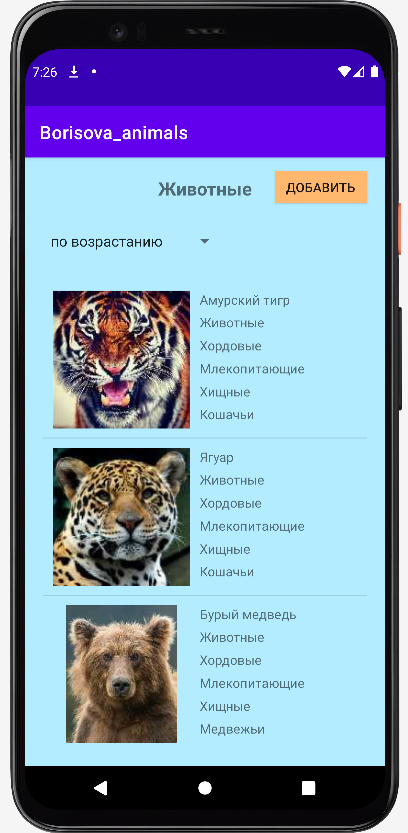 7:26
Borisova_animals
Животные
ДОБАВИТЬ
по возрастанию
Амурский тигр
Животные
Хордовые
Млекопитающие
Хищные
Кошачьи
Ягуар
Животные
Хордовые
Млекопитающие
Хищные
Кошачьи
Бурый медведь
Животные
Хордовые
Млекопитающие
Хищные
Медвежьи